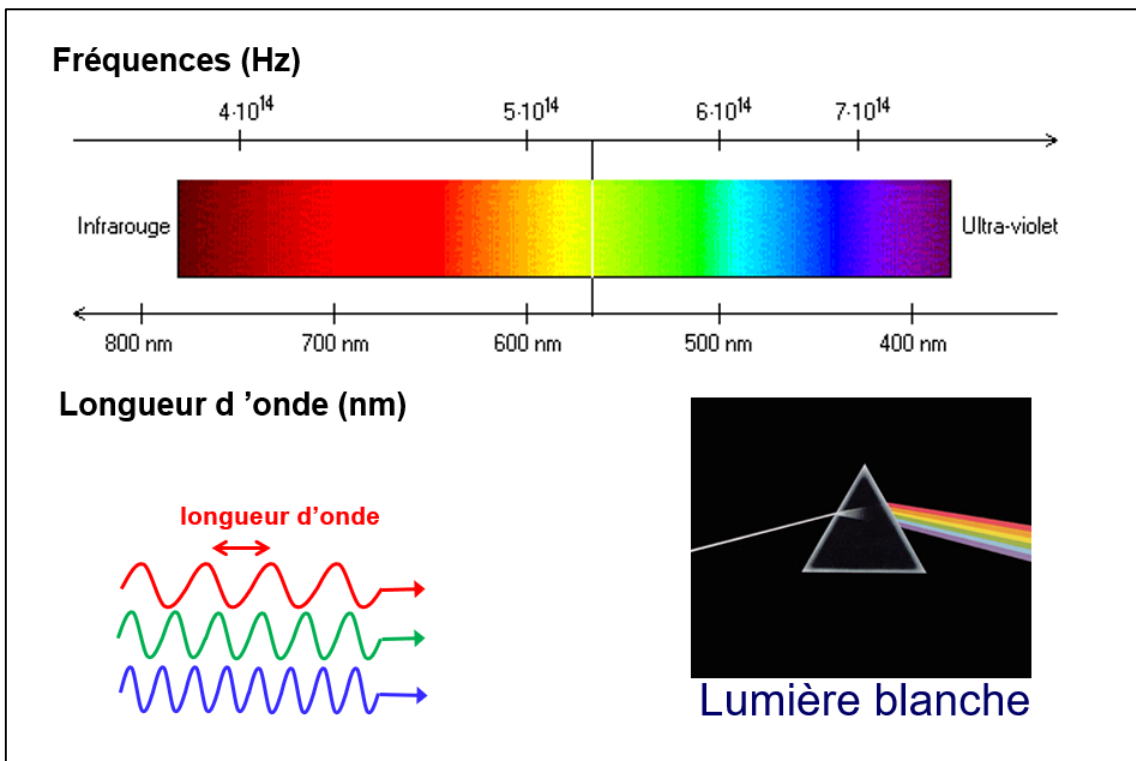 Fréquences (Hz)
4·10¹⁴ 5·10¹⁴ 6·10¹⁴ 7·10¹⁴
Infrarouge Ultra-violet
800 nm 700 nm 600 nm 500 nm 400 nm
Longueur d ’onde (nm)
longueur d’onde
Lumière blanche